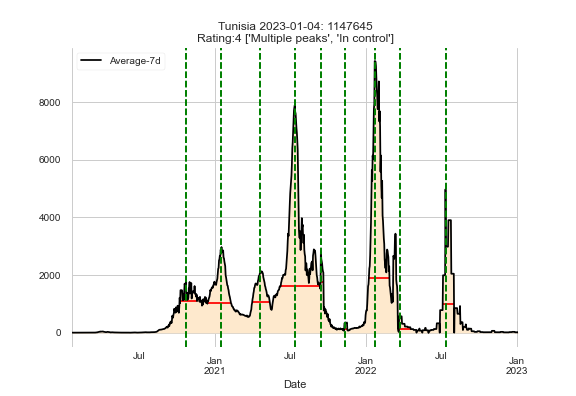 Tunisia 2023-01-04: 1147645
Rating:4 ['Multiple peaks', 'In control']
Average-7d
8000
6000
4000
2000
0
Jul
Jan
2021
Jul
Jan
2022
Jul
Jan
2023
Date